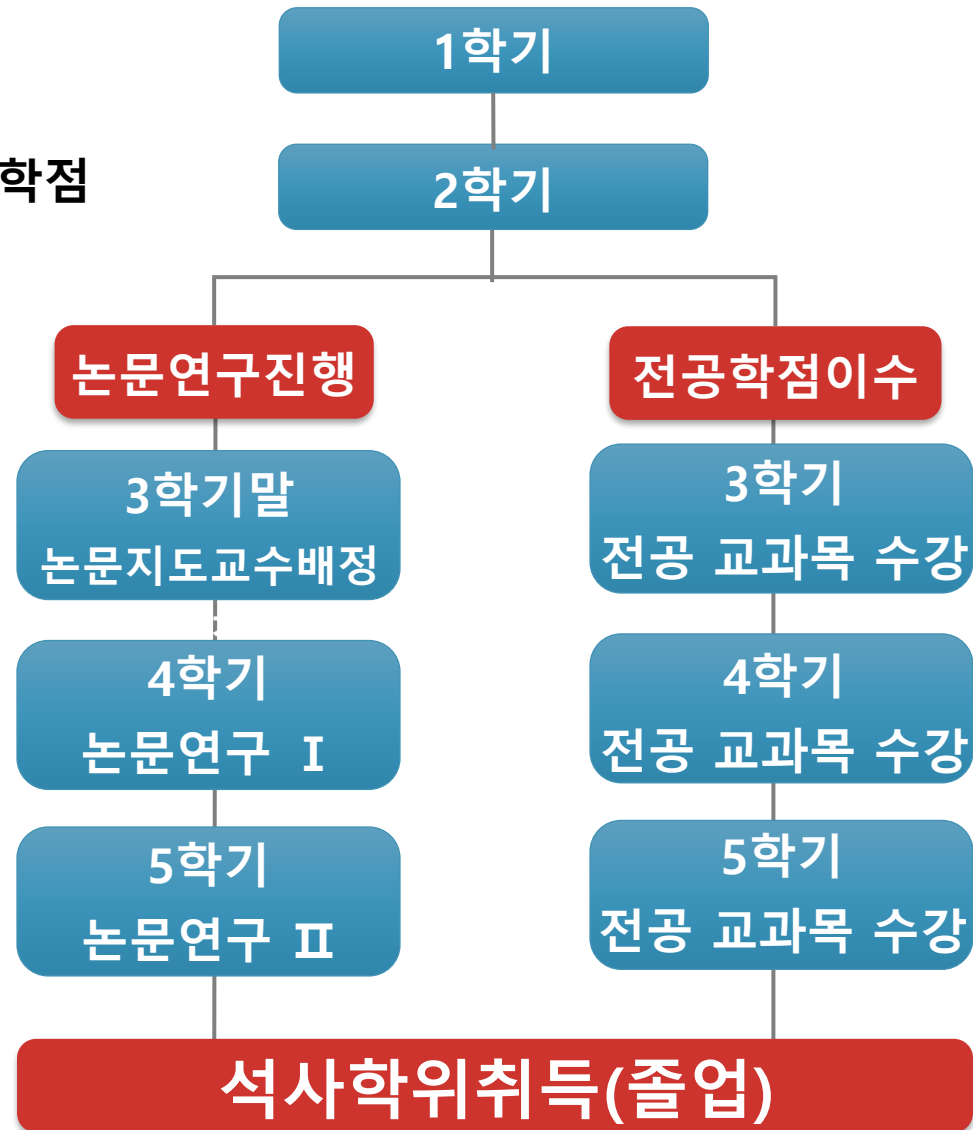 1학기
학점
2학기
논문연구진행
전공학점이수
3학기말
논문지도교수배정
3학기
전공 교과목 수강
4학기
논문연구 Ⅰ
4학기
전공 교과목 수강
5학기
논문연구 Ⅱ
5학기
전공 교과목 수강
석사학위취득(졸업)